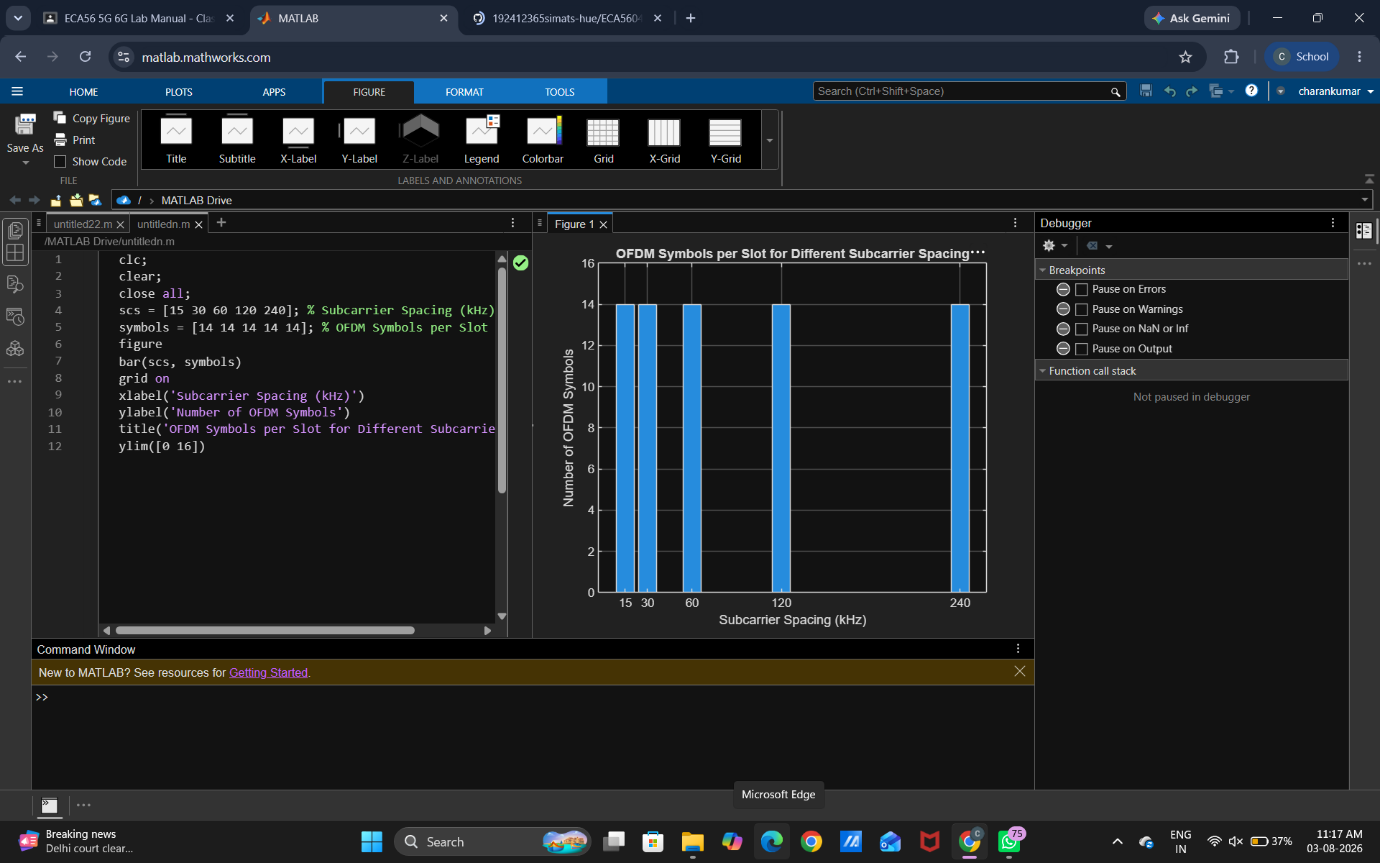 ECA56 5G 6G Lab Manual - Clas
MATLAB
192412365simats-hue/ECA5604
Ask Gemini
matlab.mathworks.com
C School
HOME PLOTS APPS FIGURE FORMAT TOOLS
Search (Ctrl+Shift+Space)
charankumar
Save As
Copy Figure
Print
Show Code
FILE
Title Subtitle X-Label Y-Label Z-Label Legend Colorbar Grid X-Grid Y-Grid
LABELS AND ANNOTATIONS
/ > MATLAB Drive
untitled22.m untitledn.m
/MATLAB Drive/untitledn.m
1 clc;
2 clear;
3 close all;
4 scs = [15 30 60 120 240]; % Subcarrier Spacing (kHz)
5 symbols = [14 14 14 14 14]; % OFDM Symbols per Slot
6 figure
7 bar(scs, symbols)
8 grid on
9 xlabel('Subcarrier Spacing (kHz)')
10 ylabel('Number of OFDM Symbols')
11 title('OFDM Symbols per Slot for Different Subcarrie
12 ylim([0 16])
Figure 1
OFDM Symbols per Slot for Different Subcarrier Spacing
16
14
12
10
8
6
4
2
0
15 30 60 120 240
Number of OFDM Symbols
Subcarrier Spacing (kHz)
Debugger
Breakpoints
Pause on Errors
Pause on Warnings
Pause on NaN or Inf
Pause on Output
Function call stack
Not paused in debugger
Command Window
New to MATLAB? See resources for Getting Started.
>>
Microsoft Edge
Breaking news
Delhi court clear...
Search
75
ENG
IN
37%
11:17 AM
03-08-2026